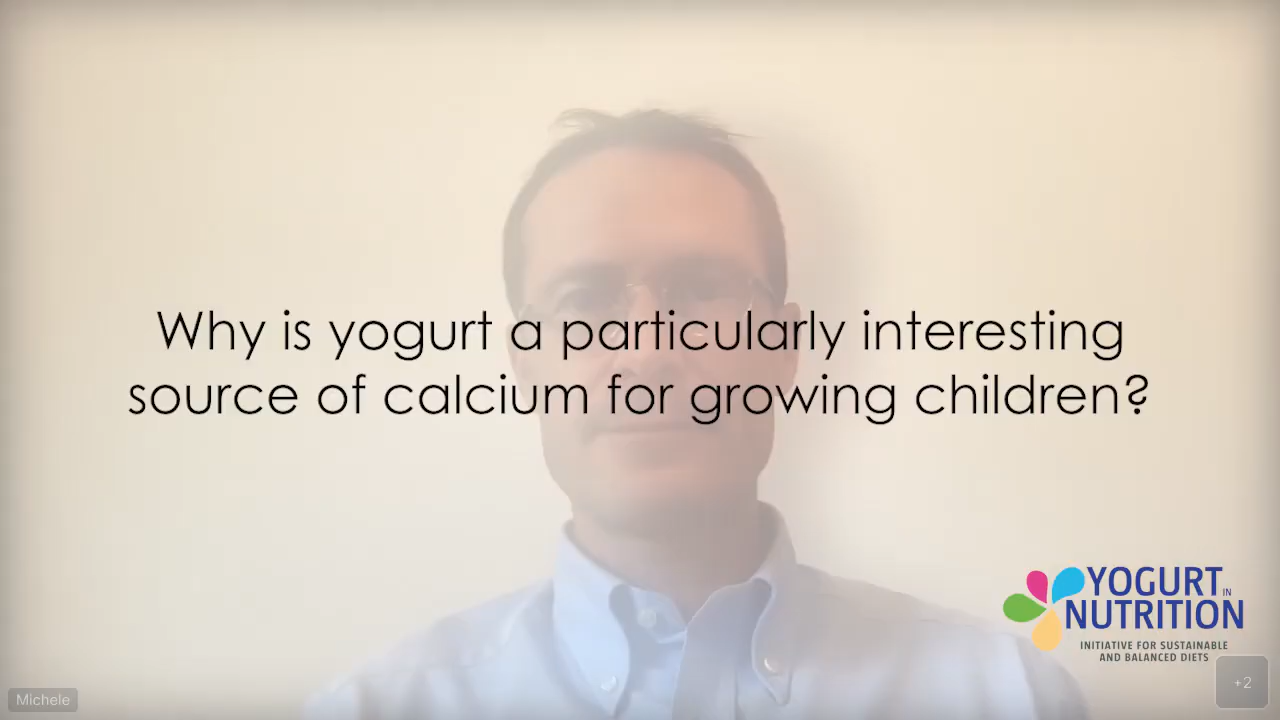 Why is yogurt a particularly interesting
source of calcium for growing children?
YOGURT IN
NUTRITION
INITIATIVE FOR SUSTAINABLE
AND BALANCED DIETS
Michele
+2